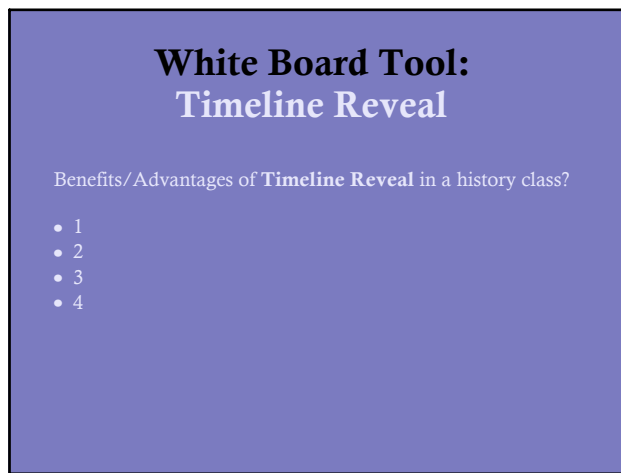 White Board Tool:
Timeline Reveal
Benefits/Advantages of Timeline Reveal in a history class?
• 1
• 2
• 3
• 4